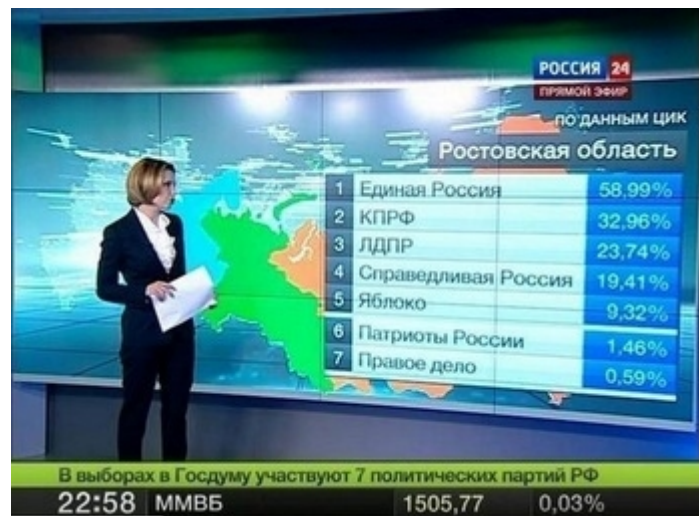 РОССИЯ 24
ПРЯМОЙ ЭФИР
ПО ДАННЫМ ЦИК
Ростовская область
1 Единая Россия 58,99%
2 КПРФ 32,96%
3 ЛДПР 23,74%
4 Справедливая Россия 19,41%
5 Яблоко 9,32%
6 Патриоты России 1,46%
7 Правое дело 0,59%
В выборах в Госдуму участвуют 7 политических партий РФ
22:58 ММВБ 1505,77 0,03%